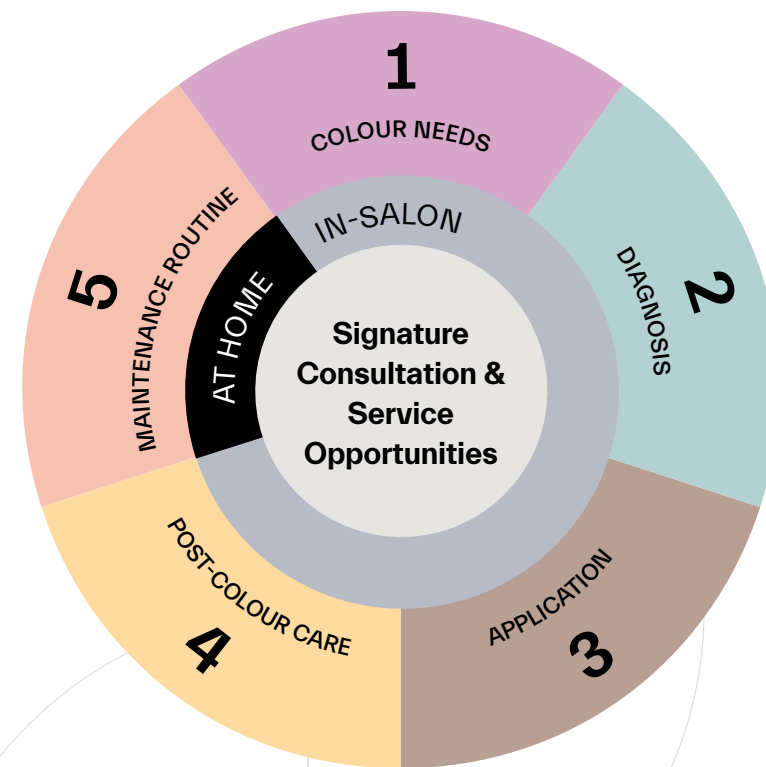 1
COLOUR NEEDS
2
DIAGNOSIS
3
APPLICATION
4
POST-COLOUR CARE
5
MAINTENANCE ROUTINE
IN-SALON
AT HOME
Signature
Consultation &
Service
Opportunities